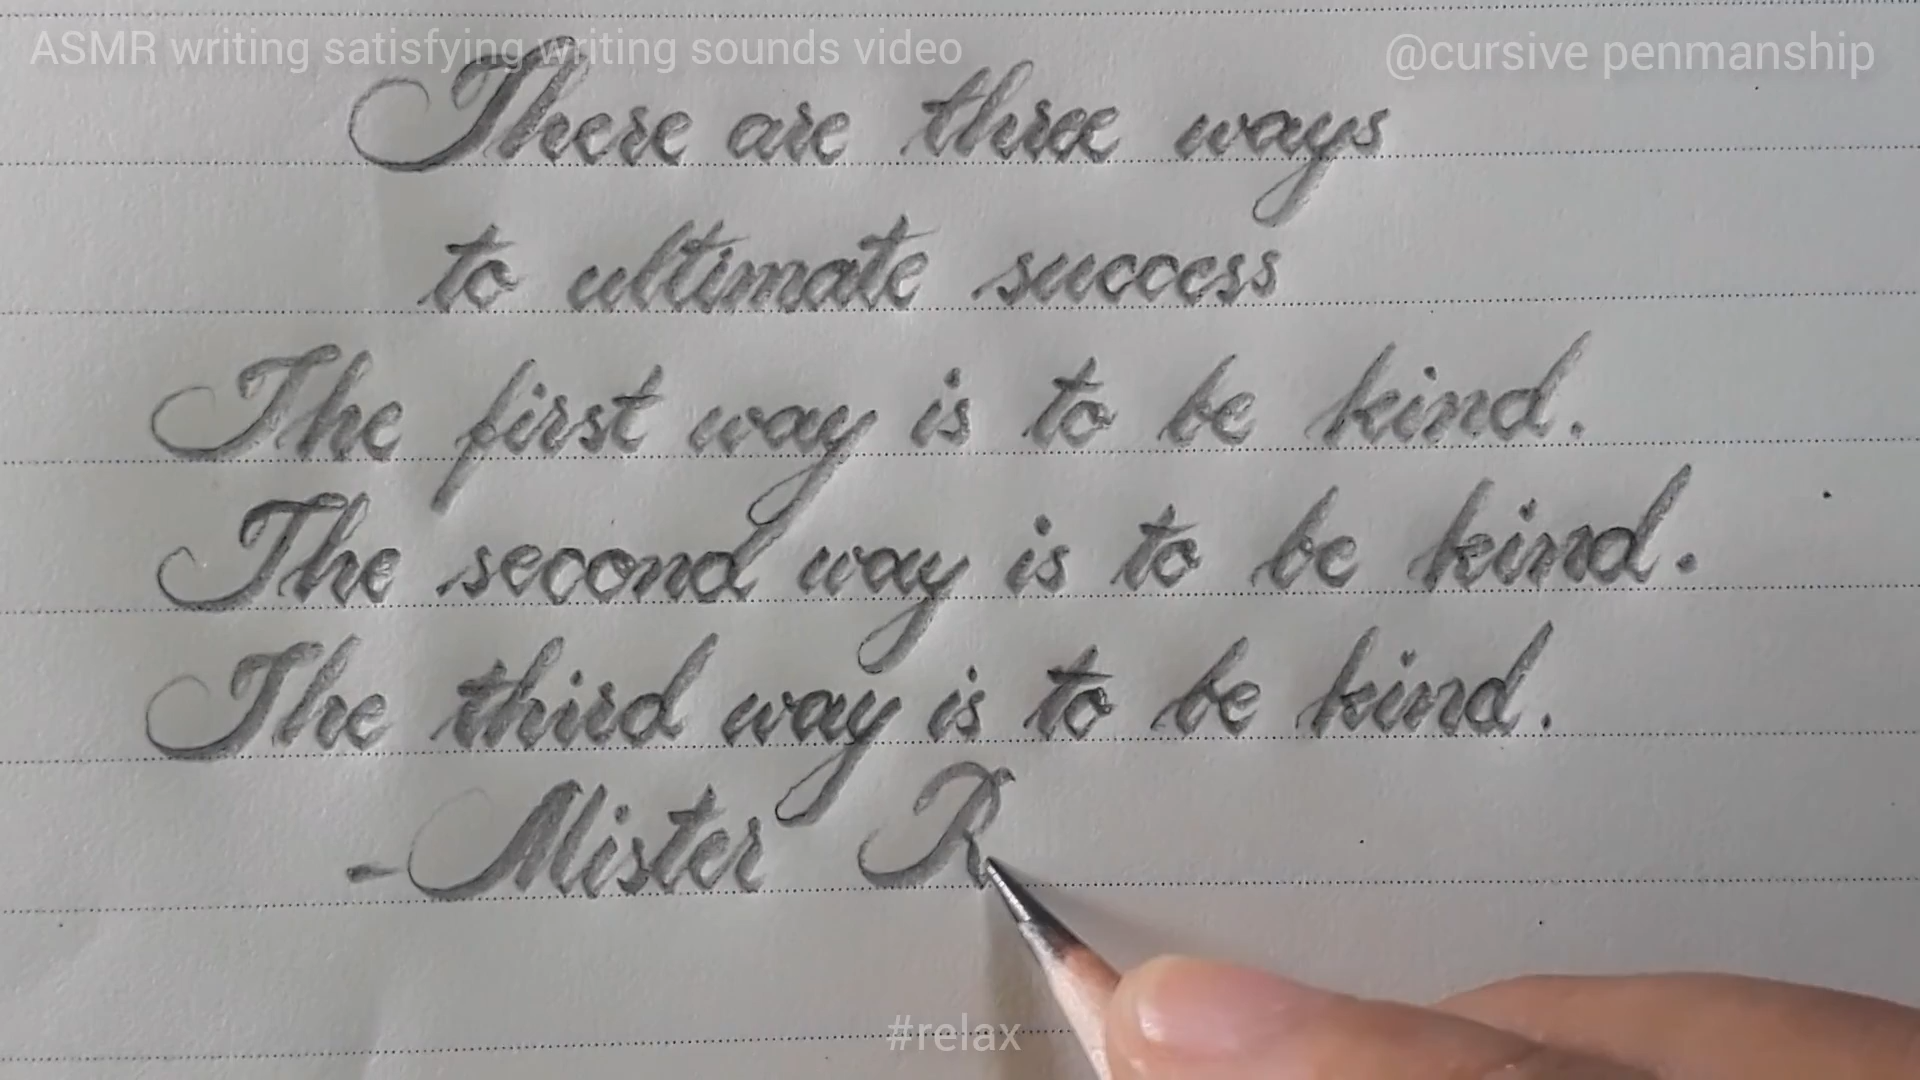 ASMR writing satisfying writing sounds video
@cursive penmanship
There are three ways
to ultimate success
The first way is to be kind.
The second way is to be kind.
The third way is to be kind.
-Mister R
#relax